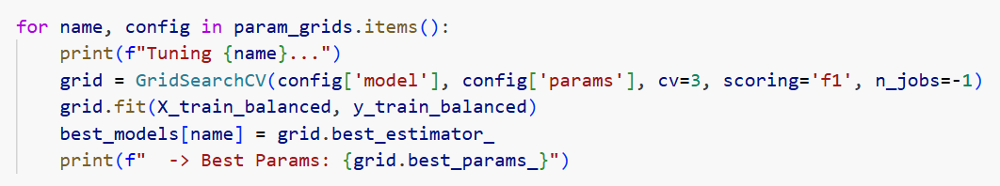 for name, config in param_grids.items():
    print(f"Tuning {name}...")
    grid = GridSearchCV(config['model'], config['params'], cv=3, scoring='f1', n_jobs=-1)
    grid.fit(X_train_balanced, y_train_balanced)
    best_models[name] = grid.best_estimator_
    print(f"  -> Best Params: {grid.best_params_}")